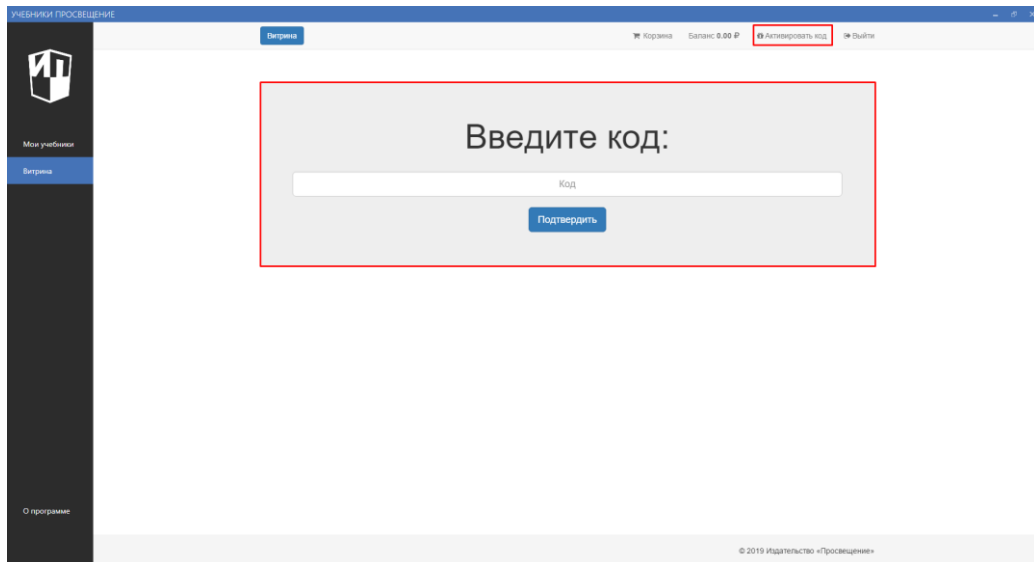 УЧЕБНИКИ ПРОСВЕЩЕНИЕ
Витрина
Корзина
Баланс 0.00 ₽
Активировать код
Выйти
ИП
Мои учебники
Витрина
Введите код:
Код
Подтвердить
О программе
© 2019 Издательство «Просвещение»